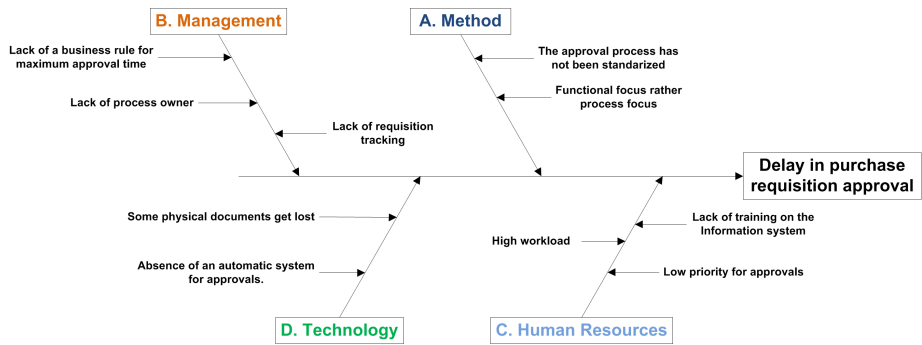 B. Management
A. Method
Lack of a business rule for
maximum approval time
Lack of process owner
Lack of requisition
tracking
The approval process has
not been standarized
Functional focus rather
process focus
Delay in purchase
requisition approval
Some physical documents get lost
Absence of an automatic system
for approvals.
High workload
Lack of training on the
Information system
Low priority for approvals
D. Technology
C. Human Resources